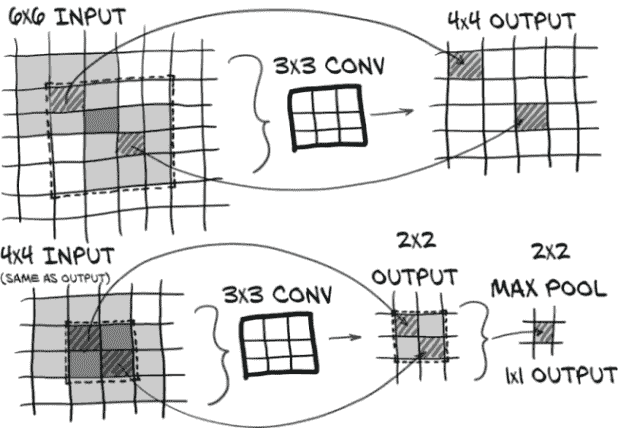 6x6 INPUT
4x4 OUTPUT
3x3 CONV
4x4 INPUT
(SAME AS OUTPUT)
3x3 CONV
2x2
OUTPUT
2x2
MAX POOL
1x1 OUTPUT